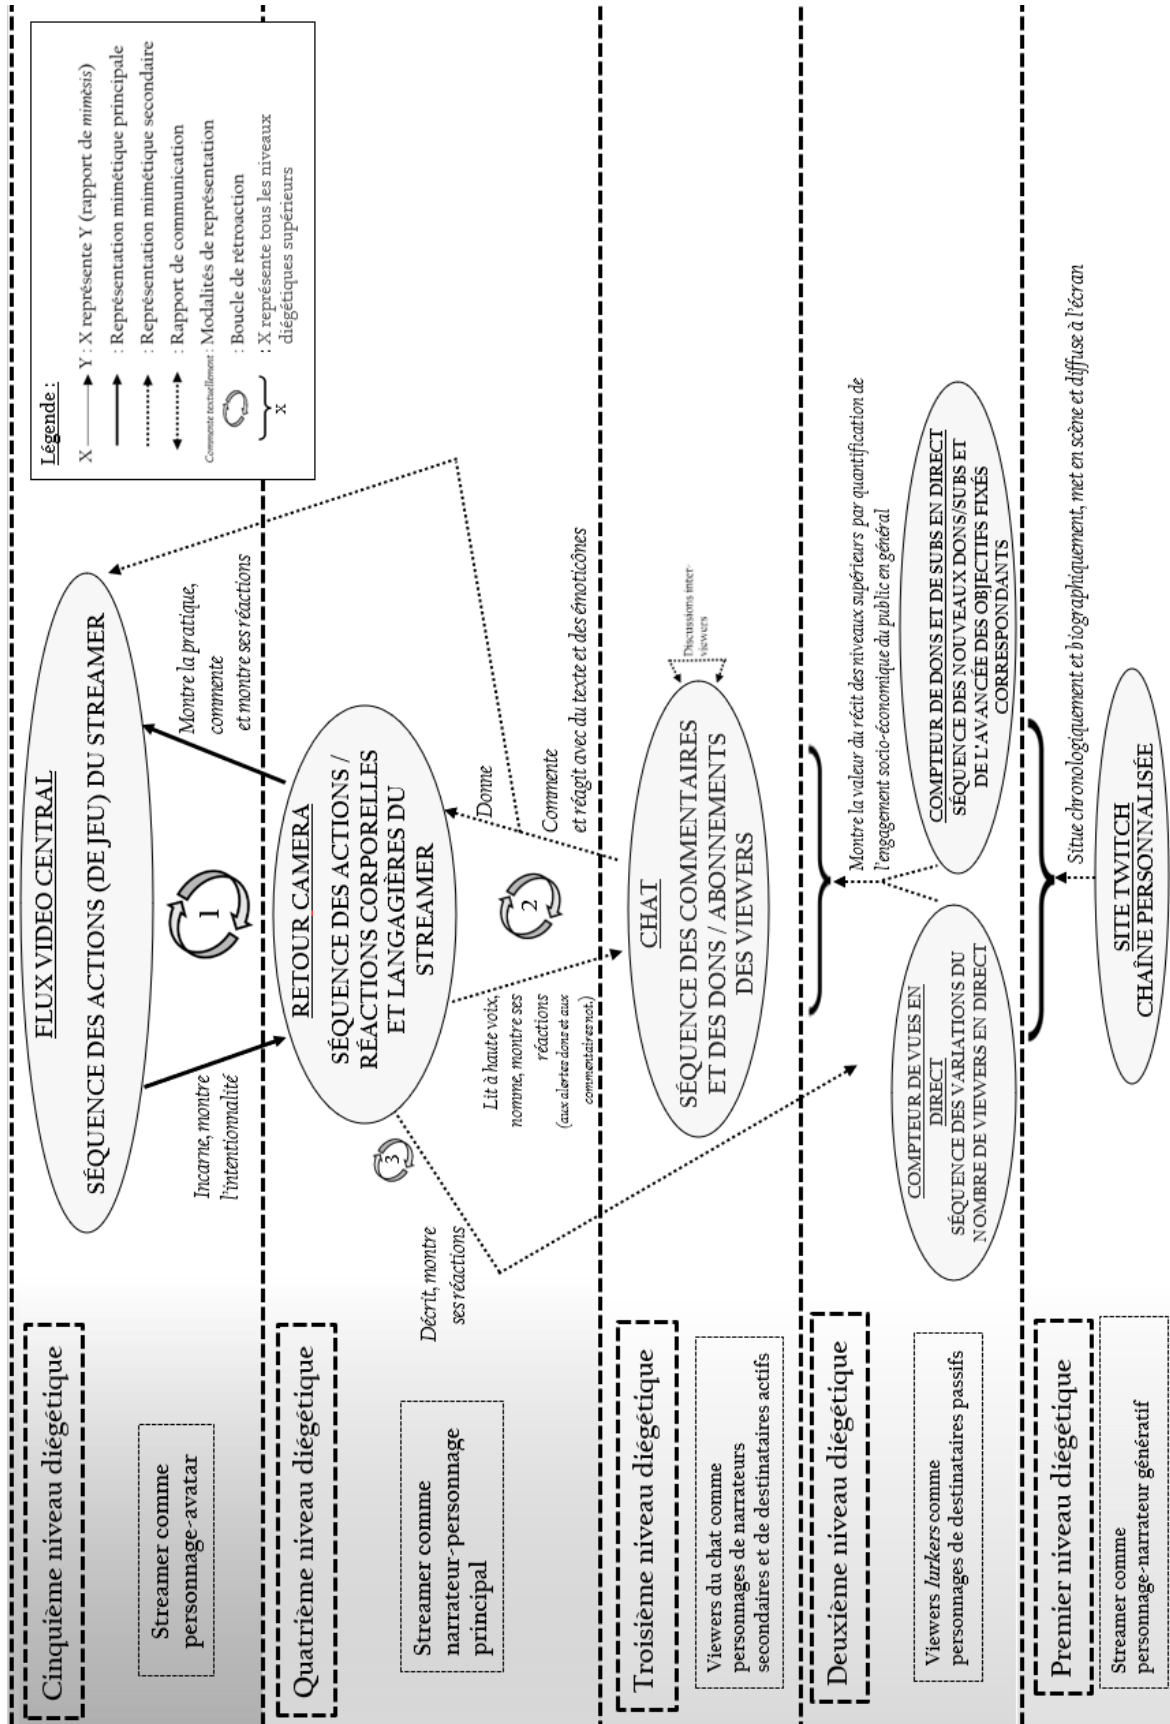 Cinquième niveau diégétique
Streamer comme
personnage-avatar
FLUX VIDEO CENTRAL
SÉQUENCE DES ACTIONS (DE JEU) DU STREAMER
Incarne, montre
l'intentionnalité
1
Montre la pratique,
commente
et montre ses réactions
Légende :
X
Y : X représente Y (rapport de mimèsis)
: Représentation mimétique principale
: Représentation mimétique secondaire
: Rapport de communication
Commente textuellement : Modalités de représentation
: Boucle de rétroaction
X
: X représente tous les niveaux
diégétiques supérieurs
Quatrième niveau diégétique
Streamer comme
narrateur-personnage
principal
RETOUR CAMERA
SÉQUENCE DES ACTIONS /
RÉACTIONS CORPORELLES
ET LANGAGIÈRES DU
STREAMER
Décrit, montre
ses réactions
3
Lit à haute voix,
nomme, montre ses
réactions
(aux alertes dons et aux
commentaires not.)
2
Donne
Commente
et réagit avec du texte et des émoticônes
Troisième niveau diégétique
Viewers du chat comme
personnages de narrateurs
secondaires et de destinataires actifs
CHAT
SÉQUENCE DES COMMENTAIRES
ET DES DONS / ABONNEMENTS
DES VIEWERS
Discussions inter-
viewers
Deuxième niveau diégétique
Viewers lurkers comme
personnages de destinataires passifs
Montre la valeur du récit des niveaux supérieurs par quantification de
l'engagement socio-économique du public en général
COMPTEUR DE VUES EN
DIRECT
SÉQUENCE DES VARIATIONS DU
NOMBRE DE VIEWERS EN DIRECT
COMPTEUR DE DONS ET DE SUBS EN DIRECT
SÉQUENCE DES NOUVEAUX DONS/SUBS ET
DE L'AVANCÉE DES OBJECTIFS FIXÉS
CORRESPONDANTS
Premier niveau diégétique
Streamer comme
personnage-narrateur génératif
Situe chronologiquement et biographiquement, met en scène et diffuse à l'écran
SITE TWITCH
CHAÎNE PERSONNALISÉE